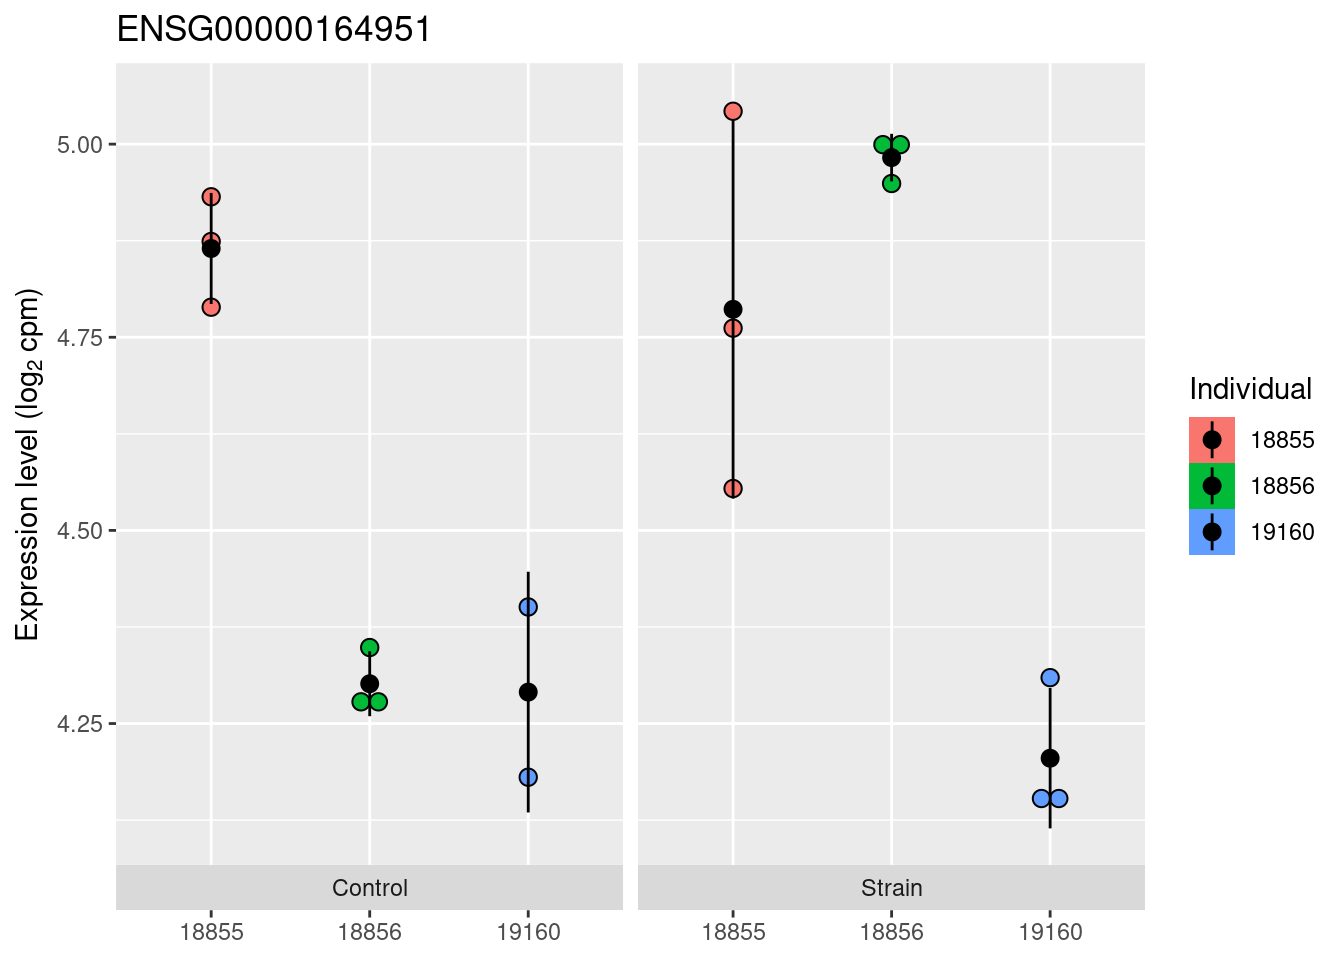 ENSG00000164951
Expression level (log₂ cpm)
5.00
4.75
4.50
4.25
Control
Strain
18855
18856
19160
18855
18856
19160
Individual
18855
18856
19160